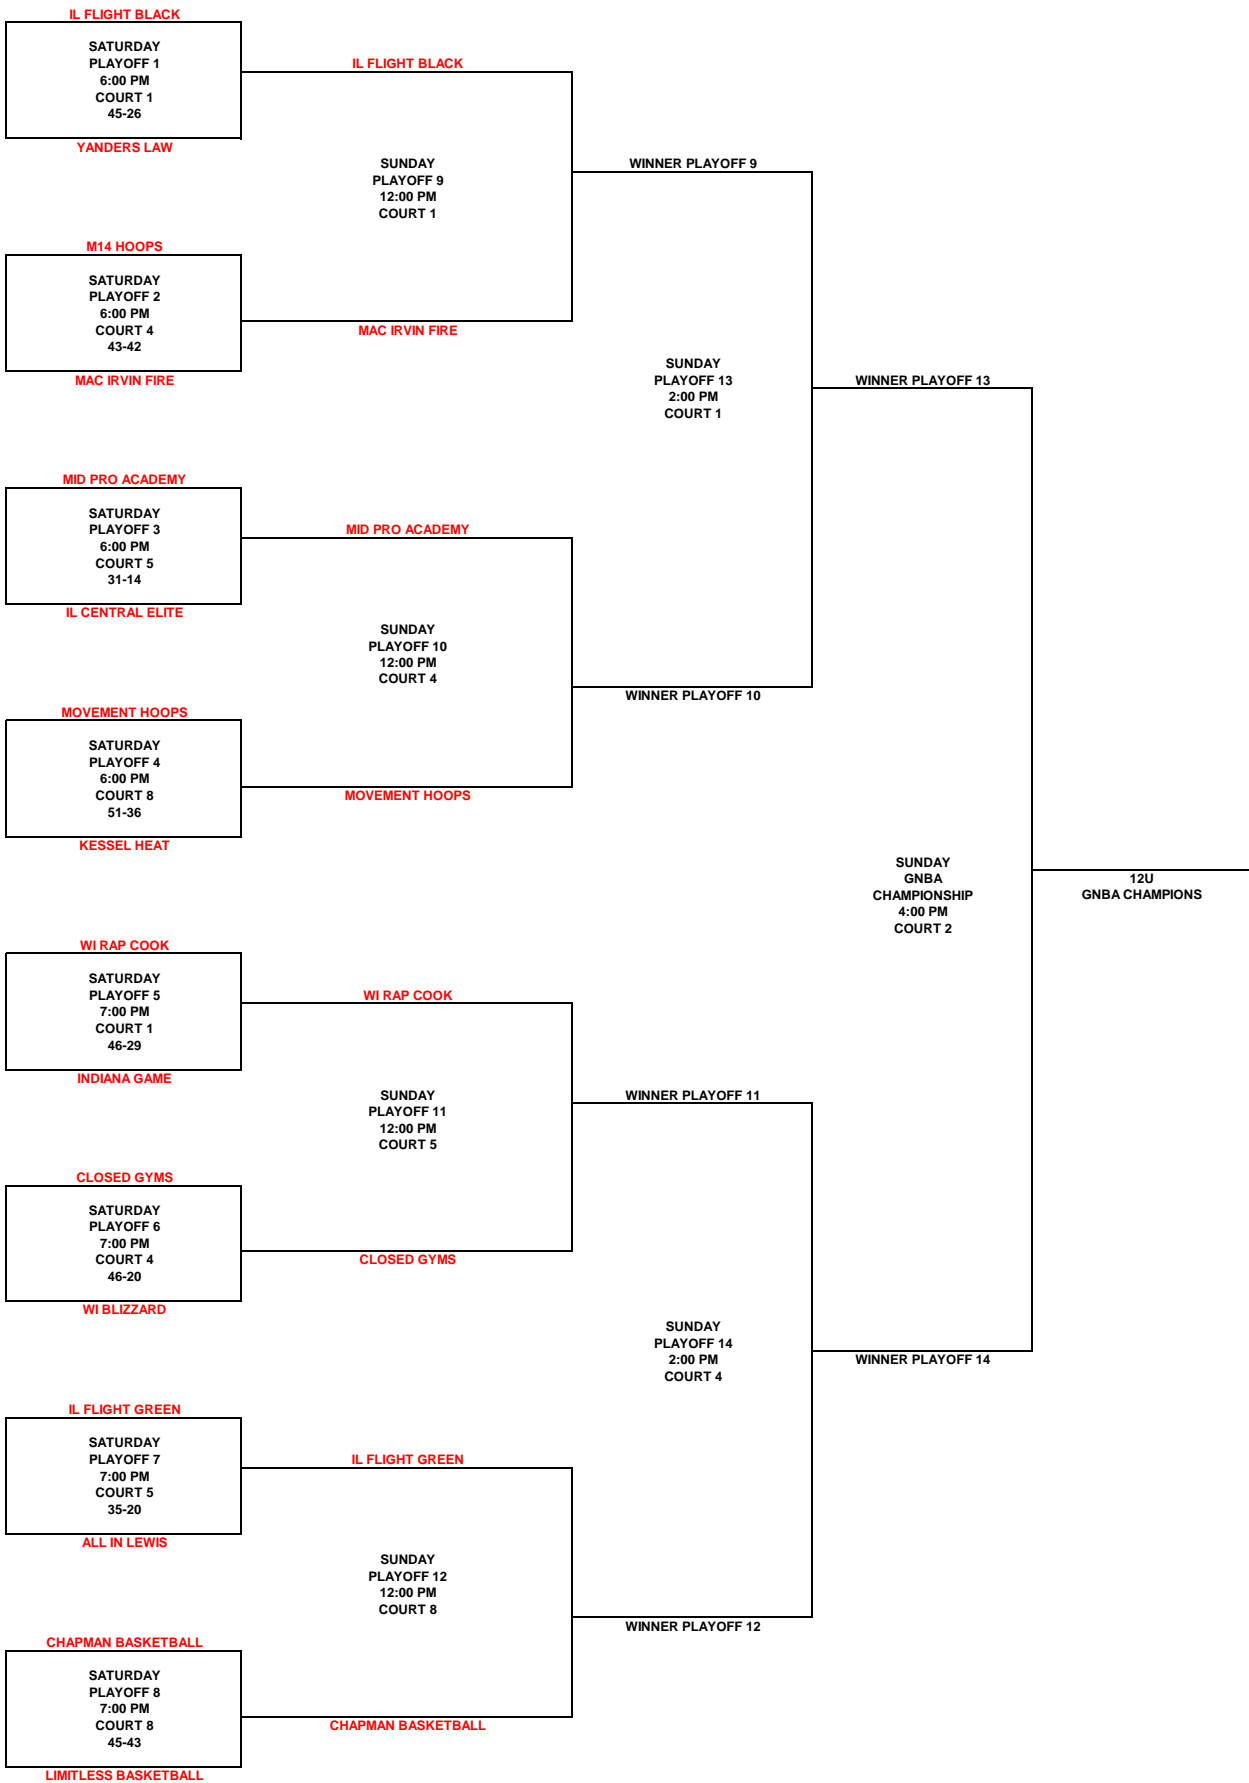 IL FLIGHT BLACK
SATURDAY
PLAYOFF 1
6:00 PM
COURT 1
45-26
YANDERS LAW
M14 HOOPS
SATURDAY
PLAYOFF 2
6:00 PM
COURT 4
43-42
MAC IRVIN FIRE
MID PRO ACADEMY
SATURDAY
PLAYOFF 3
6:00 PM
COURT 5
31-14
IL CENTRAL ELITE
MOVEMENT HOOPS
SATURDAY
PLAYOFF 4
6:00 PM
COURT 8
51-36
KESSEL HEAT
WI RAP COOK
SATURDAY
PLAYOFF 5
7:00 PM
COURT 1
46-29
INDIANA GAME
CLOSED GYMS
SATURDAY
PLAYOFF 6
7:00 PM
COURT 4
46-20
WI BLIZZARD
IL FLIGHT GREEN
SATURDAY
PLAYOFF 7
7:00 PM
COURT 5
35-20
ALL IN LEWIS
CHAPMAN BASKETBALL
SATURDAY
PLAYOFF 8
7:00 PM
COURT 8
45-43
LIMITLESS BASKETBALL
IL FLIGHT BLACK
SUNDAY
PLAYOFF 9
12:00 PM
COURT 1
MAC IRVIN FIRE
MID PRO ACADEMY
SUNDAY
PLAYOFF 10
12:00 PM
COURT 4
MOVEMENT HOOPS
WI RAP COOK
SUNDAY
PLAYOFF 11
12:00 PM
COURT 5
CLOSED GYMS
IL FLIGHT GREEN
SUNDAY
PLAYOFF 12
12:00 PM
COURT 8
CHAPMAN BASKETBALL
WINNER PLAYOFF 9
SUNDAY
PLAYOFF 13
2:00 PM
COURT 1
WINNER PLAYOFF 10
WINNER PLAYOFF 11
SUNDAY
PLAYOFF 14
2:00 PM
COURT 4
WINNER PLAYOFF 12
WINNER PLAYOFF 13
SUNDAY
GNBA
CHAMPIONSHIP
4:00 PM
COURT 2
WINNER PLAYOFF 14
12U
GNBA CHAMPIONS